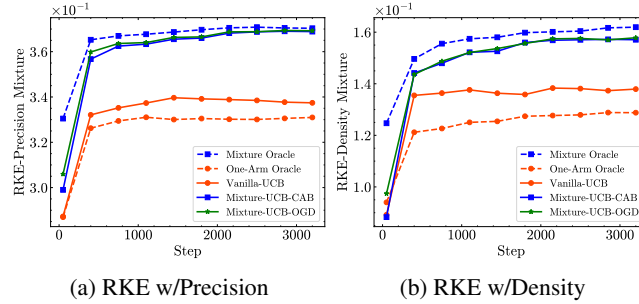 ×10⁻¹
3.6
3.4
3.2
3.0
RKE-Precision Mixture
0
1000
2000
3000
Step
Mixture Oracle
One-Arm Oracle
Vanilla-UCB
Mixture-UCB-CAB
Mixture-UCB-OGD
(a) RKE w/Precision
×10⁻¹
1.6
1.4
1.2
1.0
RKE-Density Mixture
0
1000
2000
3000
Step
Mixture Oracle
One-Arm Oracle
Vanilla-UCB
Mixture-UCB-CAB
Mixture-UCB-OGD
(b) RKE w/Density